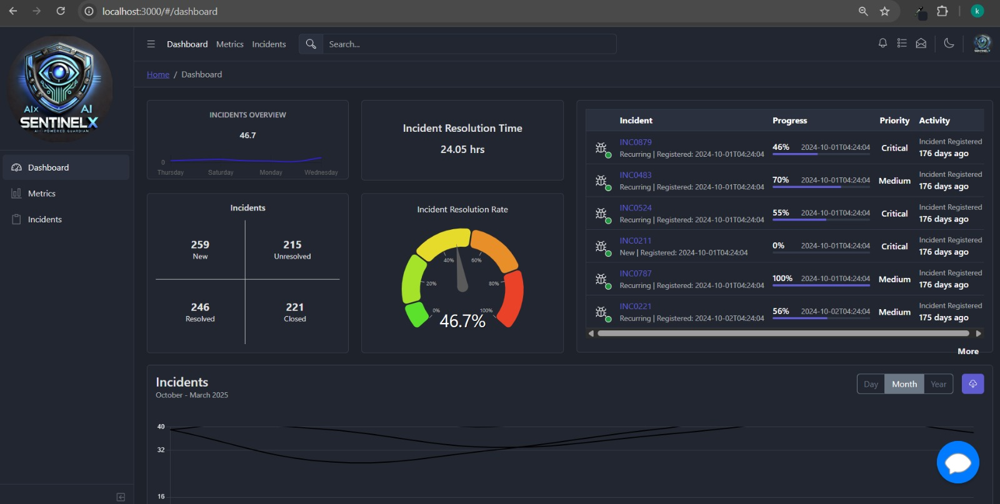 localhost:3000/#/dashboard
k
AIx AI
SENTINELX
AI- POWERED GUARDIAN
Dashboard Metrics Incidents Search...
Home / Dashboard
Dashboard
Metrics
Incidents
INCIDENTS OVERVIEW
46.7
0
Thursday Saturday Monday Wednesday
Incident Resolution Time
24.05 hrs
Incidents
259 215
New Unresolved
246 221
Resolved Closed
Incident Resolution Rate
40% 60%
20% 80%
0% 100%
46.7%
Incident Progress Priority Activity
INC0879
Recurring | Registered: 2024-10-01T04:24:04
46% 2024-10-01T04:24:04
Critical
Incident Registered
176 days ago
INC0483
Recurring | Registered: 2024-10-01T04:24:04
70% 2024-10-01T04:24:04
Medium
Incident Registered
176 days ago
INC0524
Recurring | Registered: 2024-10-01T04:24:04
55% 2024-10-01T04:24:04
Critical
Incident Registered
176 days ago
INC0211
New | Registered: 2024-10-01T04:24:04
0% 2024-10-01T04:24:04
Critical
Incident Registered
176 days ago
INC0787
Recurring | Registered: 2024-10-01T04:24:04
100% 2024-10-01T04:24:04
Medium
Incident Registered
176 days ago
INC0221
Recurring | Registered: 2024-10-02T04:24:04
56% 2024-10-02T04:24:04
Medium
Incident Registered
175 days ago
More
Incidents
October - March 2025
Day Month Year
40
32
16